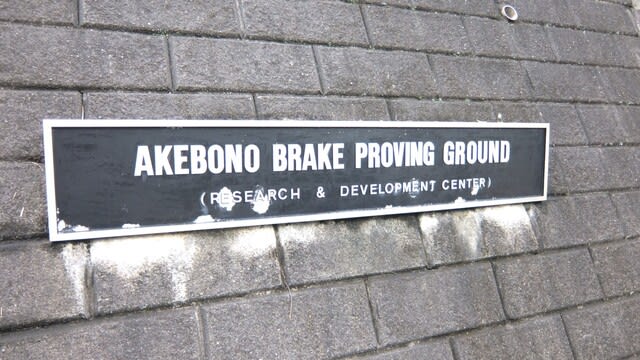 AKEBONO BRAKE PROVING GROUND
(RESEARCH & DEVELOPMENT CENTER)